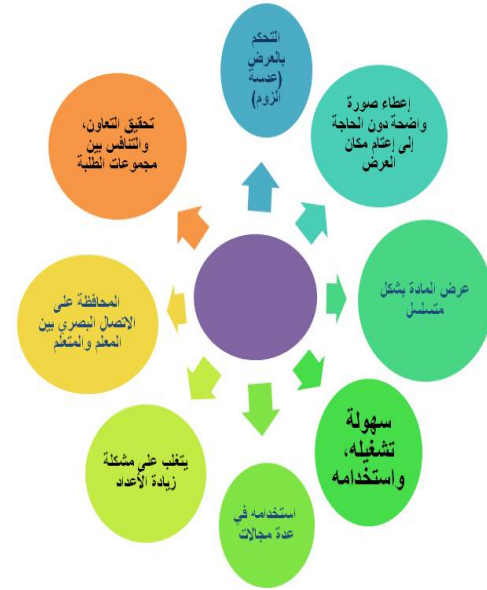 التحكم
بالعرض
(عدسة
الزوم)
إعطاء صورة
واضحة دون الحاجة
إلى إعتام مكان
العرض
عرض المادة بشكل
متسلسل
سهولة
تشغيله،
واستخدامه
استخدامه في
عدة مجالات
يتغلب على مشكلة
زيادة الأعداد
المحافظة على
الاتصال البصري بين
المعلم والمتعلم
تحقيق التعاون،
والتنافس بين
مجموعات الطلبة